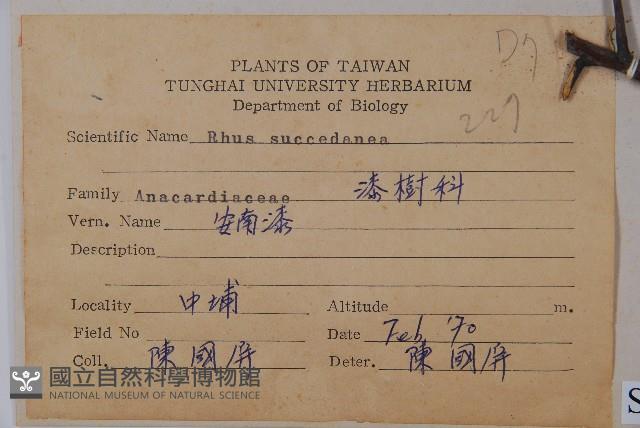 D7
227
PLANTS OF TAIWAN
TUNGHAI UNIVERSITY HERBARIUM
Department of Biology
Scientific Name Rhus succedanea
Family Anacardiaceae 漆樹科
Vern. Name 安南漆
Description
Locality 中埔 Altitude m.
Field No Date Feb '70
Coll. 陳國屏 Deter. 陳國屏
國立自然科學博物館
NATIONAL MUSEUM OF NATURAL SCIENCE
S